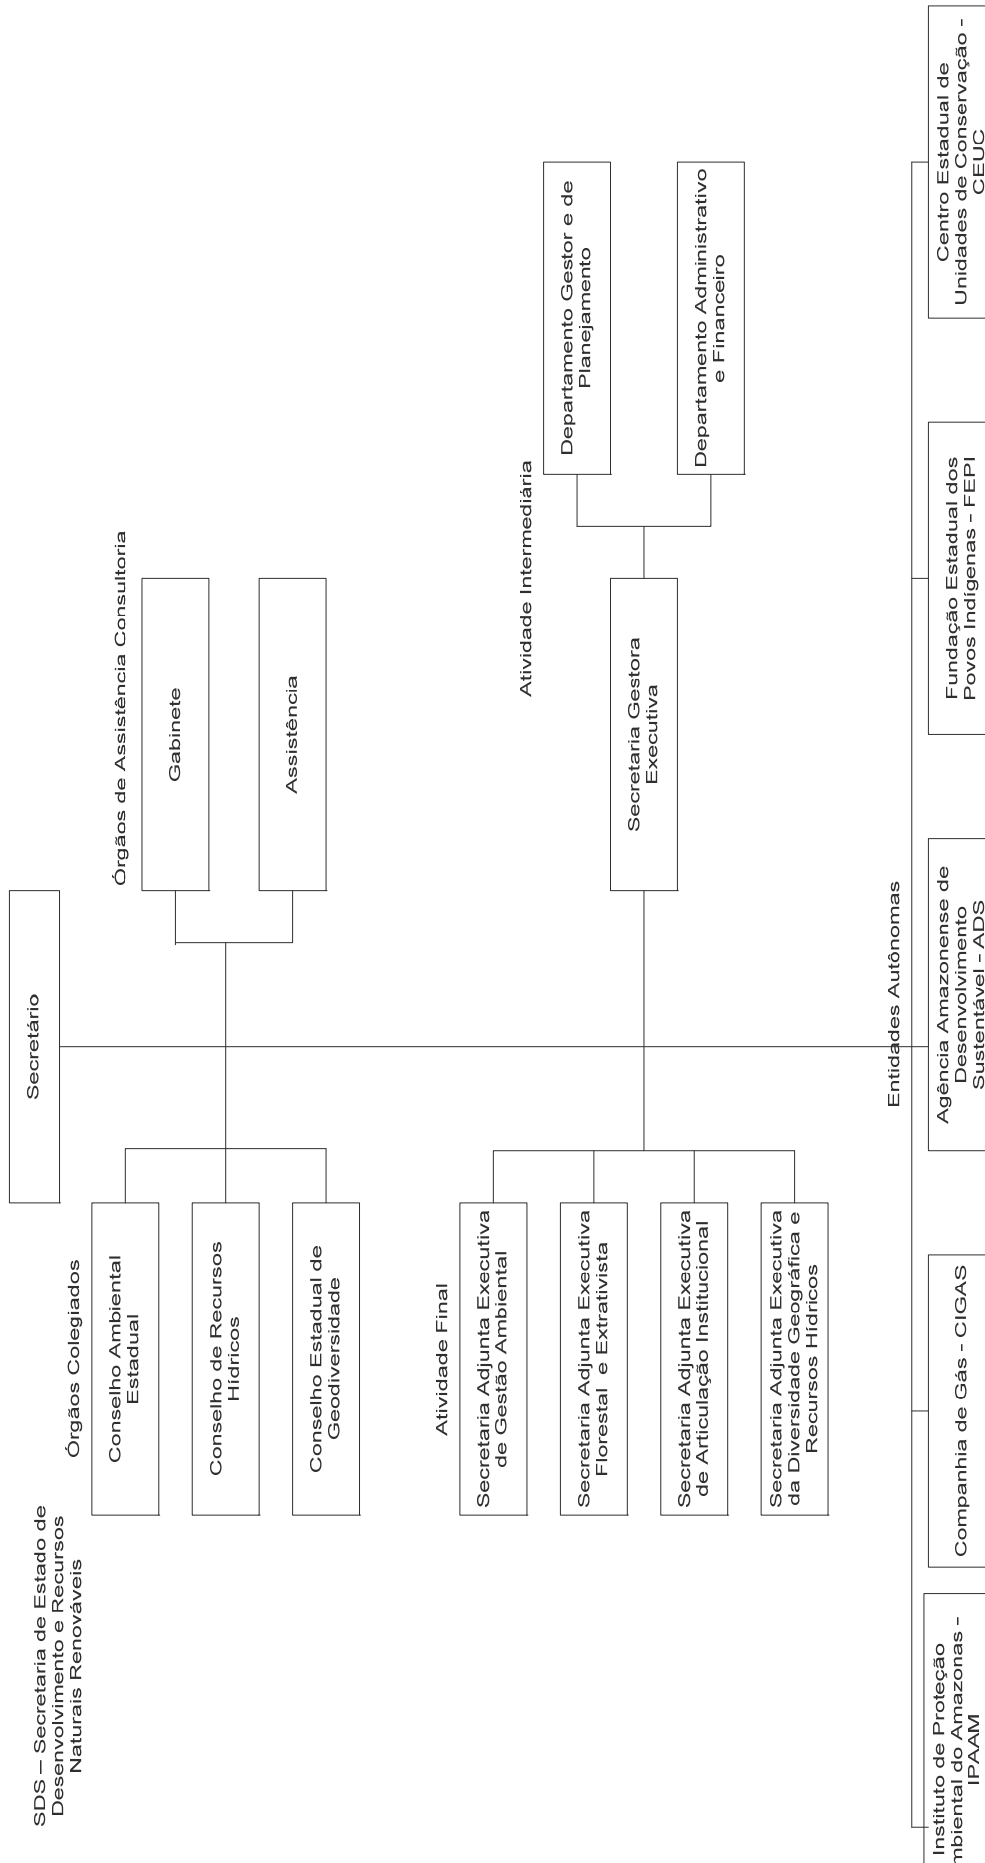 SDS – Secretaria de Estado de
Desenvolvimento e Recursos
Naturais Renováveis
Secretário
Órgãos Colegiados
Conselho Ambiental
Estadual
Conselho de Recursos
Hídricos
Conselho Estadual de
Geodiversidade
Órgãos de Assistência Consultoria
Gabinete
Assistência
Atividade Final
Secretaria Adjunta Executiva
de Gestão Ambiental
Secretaria Adjunta Executiva
Florestal e Extrativista
Secretaria Adjunta Executiva
de Articulação Institucional
Secretaria Adjunta Executiva
da Diversidade Geográfica e
Recursos Hídricos
Atividade Intermediária
Secretaria Gestora
Executiva
Departamento Gestor e de
Planejamento
Departamento Administrativo
e Financeiro
Entidades Autônomas
Instituto de Proteção
mbiental do Amazonas -
IPAAM
Companhia de Gás - CIGAS
Agência Amazonense de
Desenvolvimento
Sustentável - ADS
Fundação Estadual dos
Povos Indígenas - FEPI
Centro Estadual de
Unidades de Conservação -
CEUC